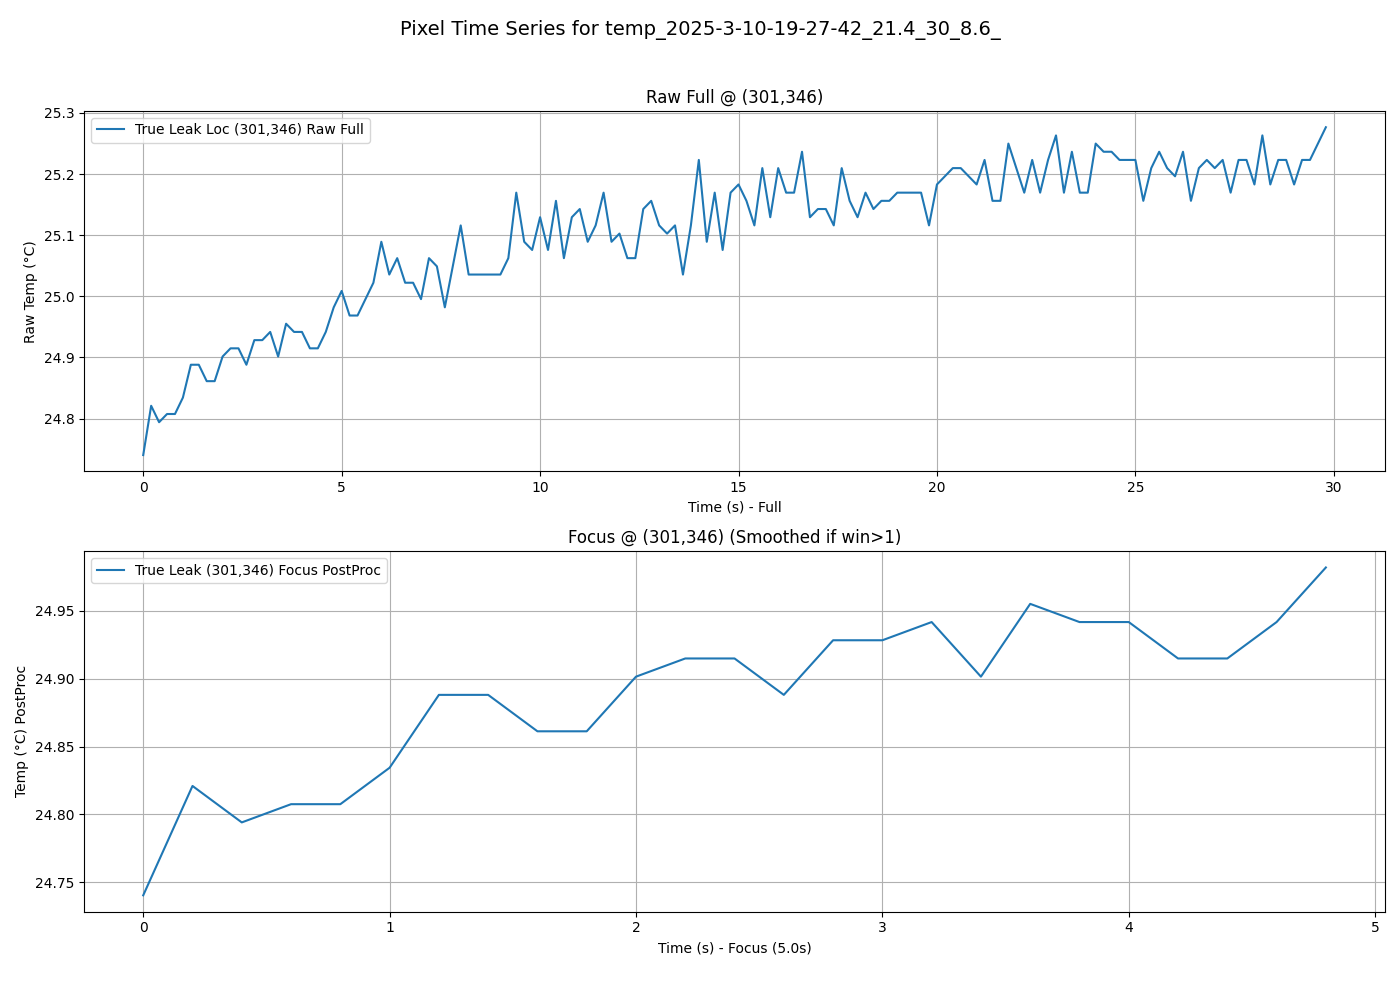 Pixel Time Series for temp_2025-3-10-19-27-42_21.4_30_8.6_
Raw Full @ (301,346)
True Leak Loc (301,346) Raw Full
Raw Temp (°C)
25.3
25.2
25.1
25.0
24.9
24.8
0 5 10 15 20 25 30
Time (s) - Full
Focus @ (301,346) (Smoothed if win>1)
True Leak (301,346) Focus PostProc
Temp (°C) PostProc
24.95
24.90
24.85
24.80
24.75
0 1 2 3 4 5
Time (s) - Focus (5.0s)